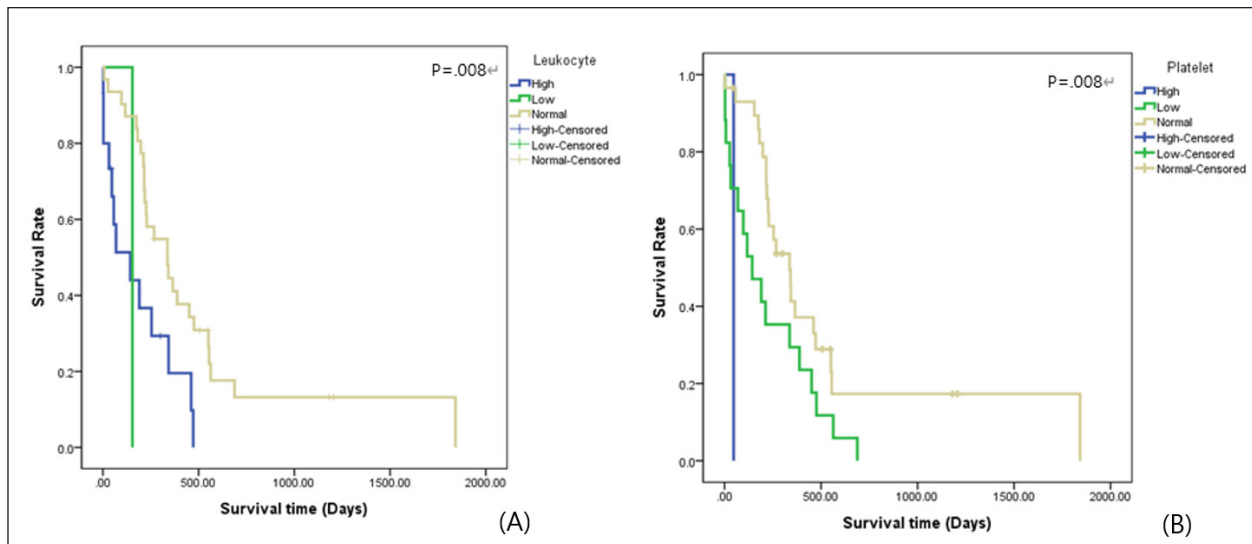 Leukocyte
P=.008↵
High
Low
Normal
High-Censored
Low-Censored
Normal-Censored
1.0
0.8
0.6
0.4
0.2
0.0
Survival Rate
.00
500.00
1000.00
1500.00
2000.00
Survival time (Days)
(A)
Platelet
P=.008↵
High
Low
Normal
High-Censored
Low-Censored
Normal-Censored
1.0
0.8
0.6
0.4
0.2
0.0
Survival Rate
.00
500.00
1000.00
1500.00
2000.00
Survival time (Days)
(B)